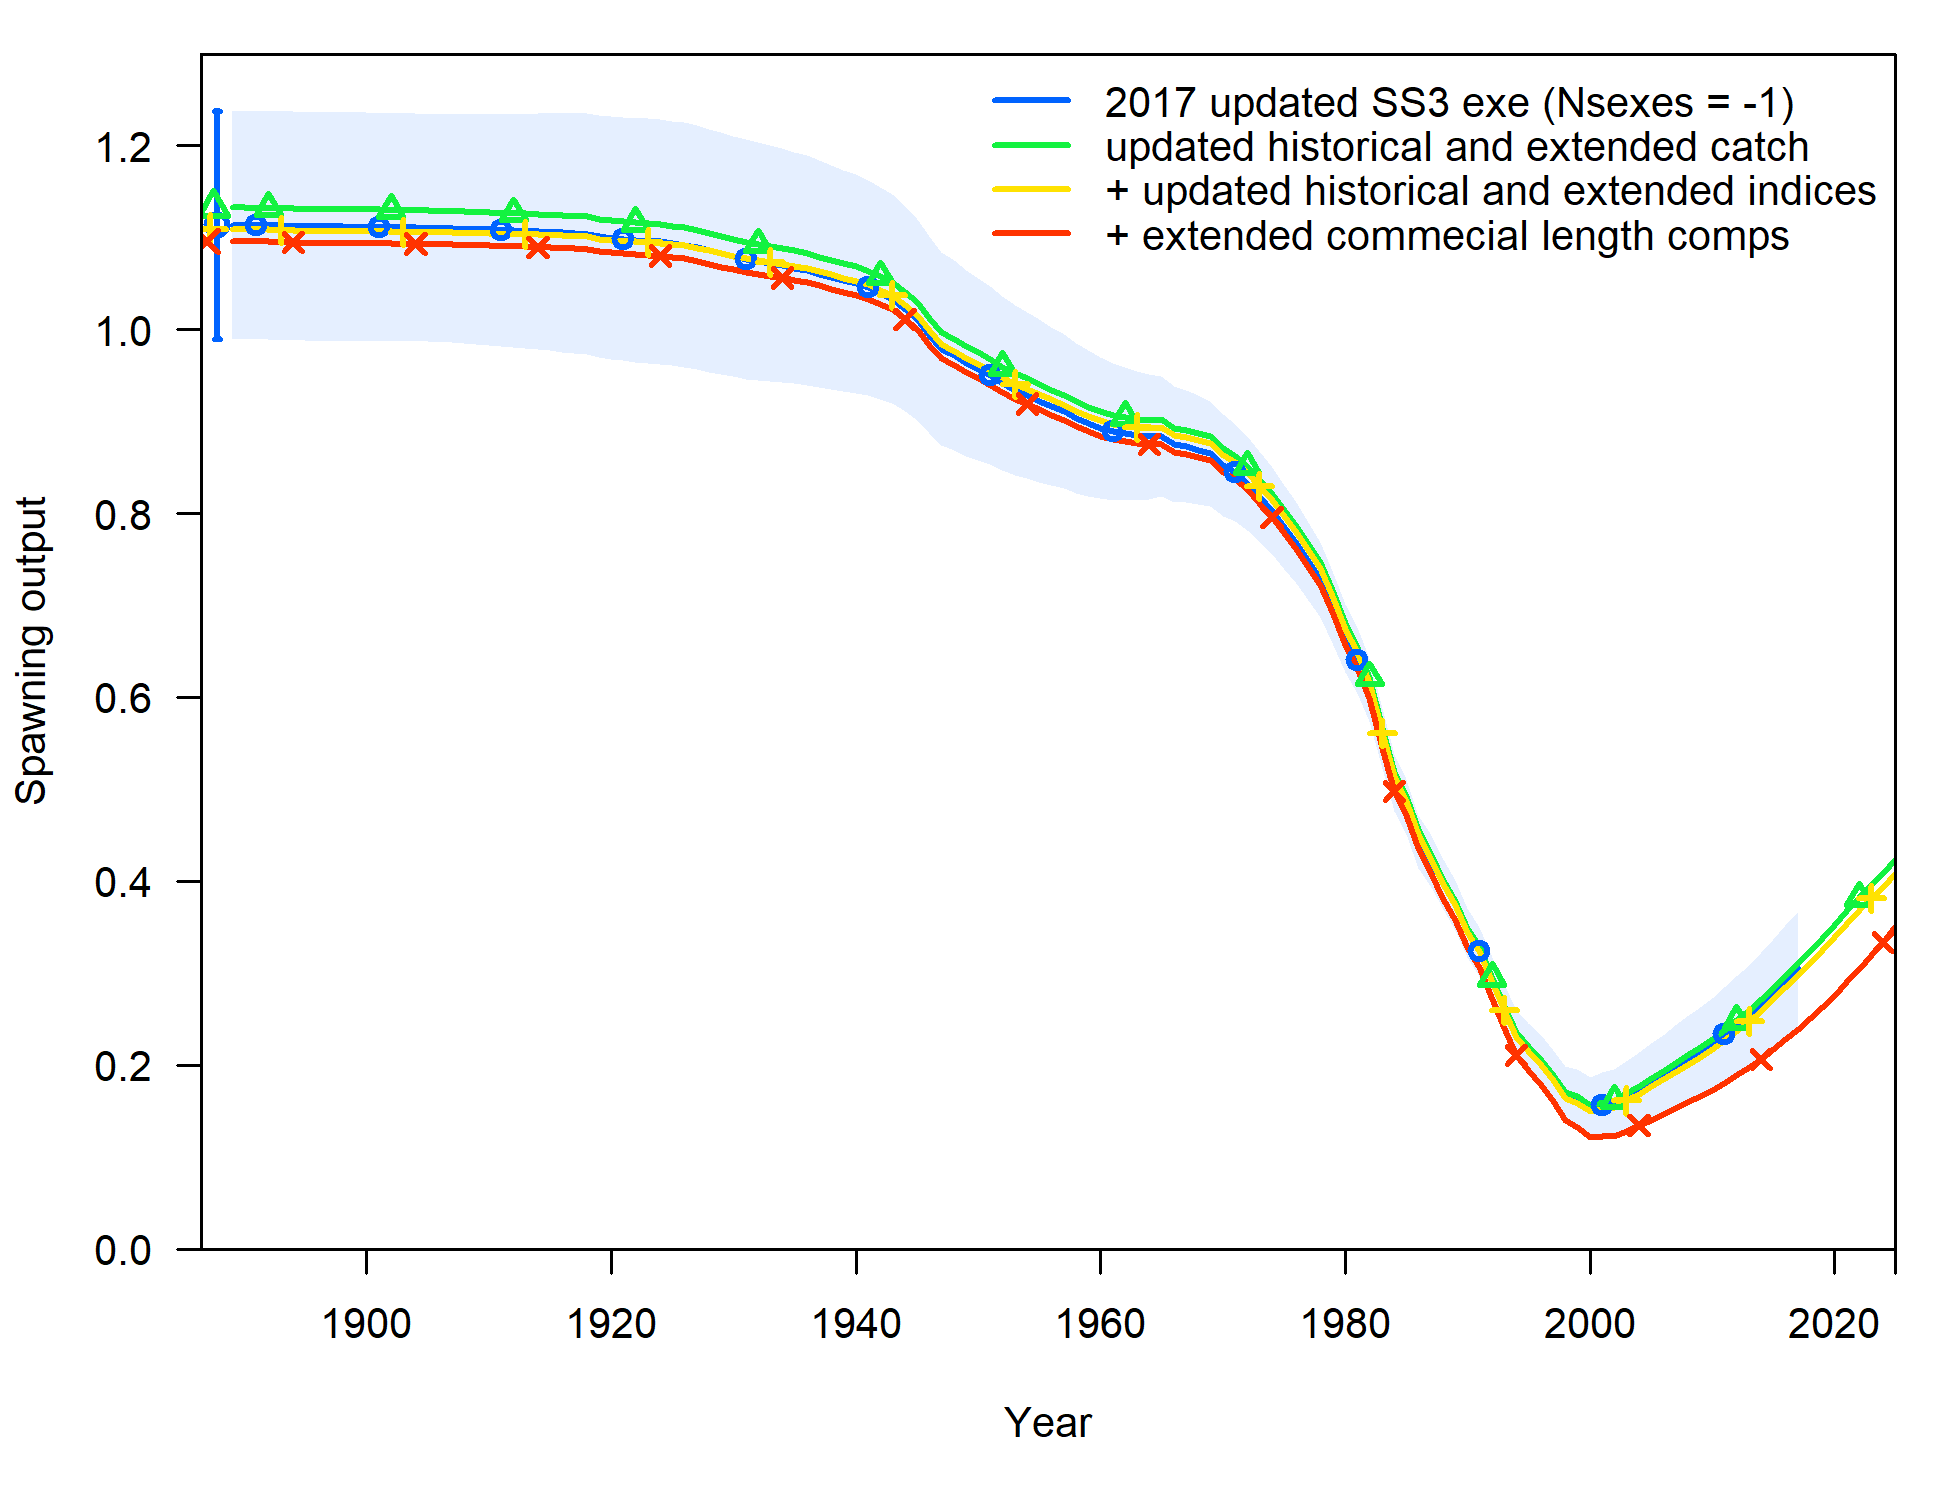 2017 updated SS3 exe (Nsexes = -1)
updated historical and extended catch
+ updated historical and extended indices
+ extended commecial length comps
Spawning output
1.2
1.0
0.8
0.6
0.4
0.2
0.0
1900 1920 1940 1960 1980 2000 2020
Year